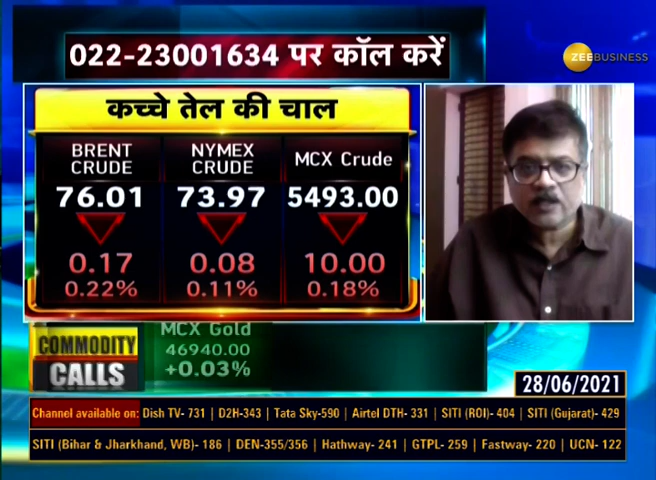 022-23001634 पर कॉल करें
ZEE BUSINESS
कच्चे तेल की चाल
BRENT CRUDE
76.01
0.17
0.22%
NYMEX CRUDE
73.97
0.08
0.11%
MCX Crude
5493.00
10.00
0.18%
COMMODITY
CALLS
MCX Gold
46940.00
+0.03%
28/06/2021
Channel available on: Dish TV- 731 | D2H-343 | Tata Sky-590 | Airtel DTH- 331 | SITI (ROI)- 404 | SITI (Gujarat)- 429
SITI (Bihar & Jharkhand, WB)- 186 | DEN-355/356 | Hathway- 241 | GTPL- 259 | Fastway- 220 | UCN- 122